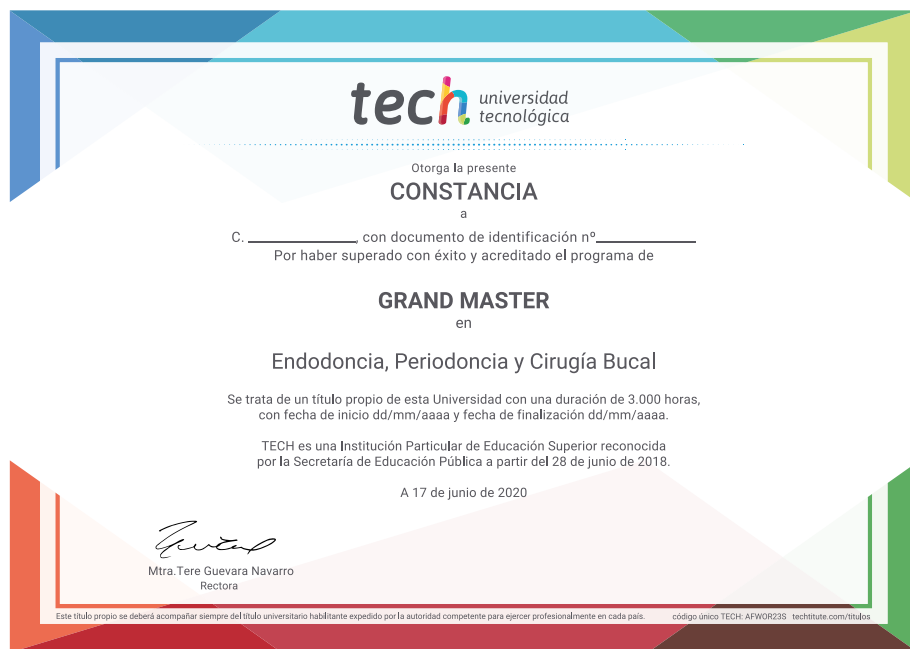 tech universidad
tecnológica
Otorga la presente
CONSTANCIA
a
C. ____________, con documento de identificación nº___________
Por haber superado con éxito y acreditado el programa de
GRAND MASTER
en
Endodoncia, Periodoncia y Cirugía Bucal
Se trata de un título propio de esta Universidad con una duración de 3.000 horas,
con fecha de inicio dd/mm/aaaa y fecha de finalización dd/mm/aaaa.
TECH es una Institución Particular de Educación Superior reconocida
por la Secretaría de Educación Pública a partir del 28 de junio de 2018.
A 17 de junio de 2020
Mtra.Tere Guevara Navarro
Rectora
Este título propio se deberá acompañar siempre del título universitario habilitante expedido por la autoridad competente para ejercer profesionalmente en cada país. código único TECH: AFWOR23S techtitute.com/titulos